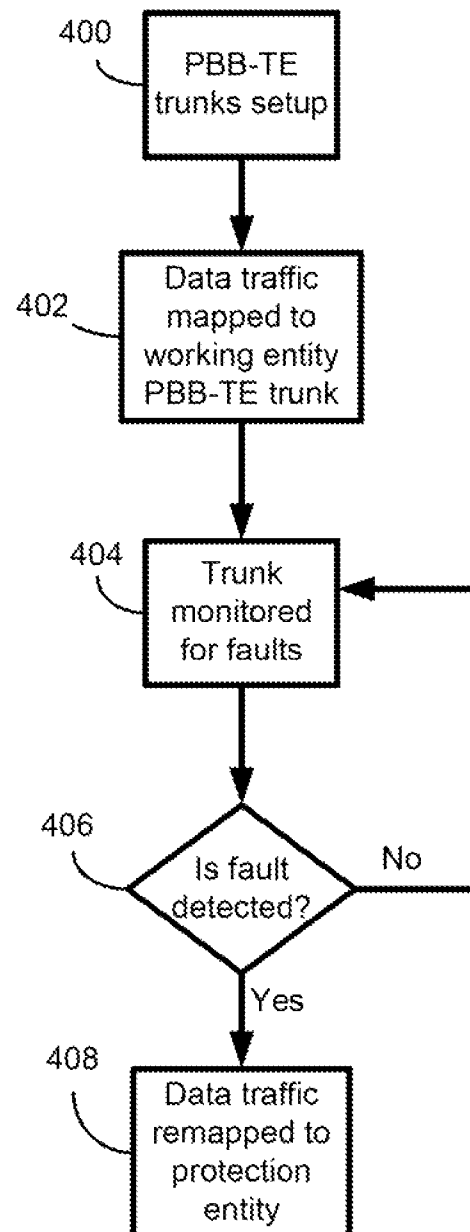 400
PBB-TE
trunks setup
402
Data traffic
mapped to
working entity
PBB-TE trunk
404
Trunk
monitored
for faults
406
Is fault
detected?
No
Yes
408
Data traffic
remapped to
protection
entity